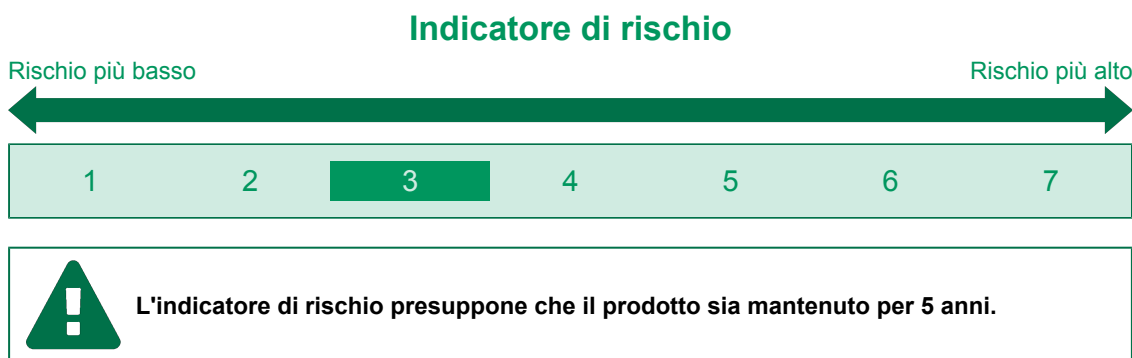 Indicatore di rischio
Rischio più basso Rischio più alto
1 2 3 4 5 6 7
L'indicatore di rischio presuppone che il prodotto sia mantenuto per 5 anni.